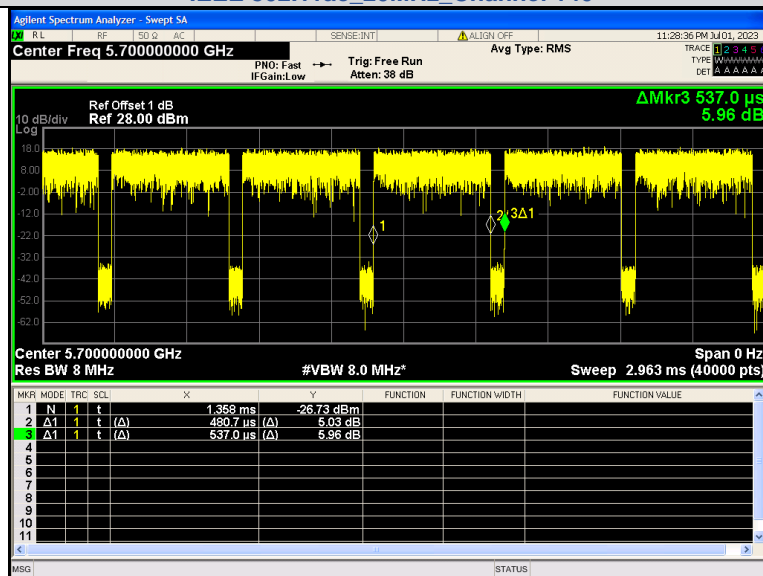 Agilent Spectrum Analyzer - Swept SA
RL RF 50 Ω AC SENSE:INT ALIGN OFF 11:28:36 PM Jul 01, 2023
Center Freq 5.700000000 GHz
Avg Type: RMS
TRACE 1 2 3 4 5
PNO: Fast Trig: Free Run
TYPE
IFGain:Low Atten: 38 dB
DET A A A A A
ΔMkr3 537.0 µs
5.96 dB
Ref Offset 1 dB
10 dB/div Ref 28.00 dBm
Log
18.0
8.00
-2.00
-12.0
-22.0
-32.0
-42.0
-52.0
-62.0
1
2
3Δ1
Center 5.700000000 GHz Span 0 Hz
Res BW 8 MHz #VBW 8.0 MHz* Sweep 2.963 ms (40000 pts)
MKR MODE TRC SCL X Y FUNCTION FUNCTION WIDTH FUNCTION VALUE
1 N 1 t 1.358 ms -26.73 dBm
2 Δ1 1 t (Δ) 480.7 µs (Δ) 5.03 dB
3 Δ1 1 t (Δ) 537.0 µs (Δ) 5.96 dB
4
5
6
7
8
9
10
11
MSG STATUS